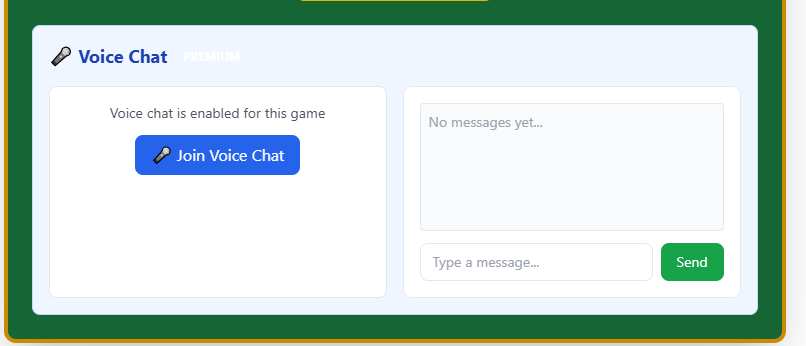 Voice Chat PREMIUM
Voice chat is enabled for this game
Join Voice Chat
No messages yet...
Type a message...
Send